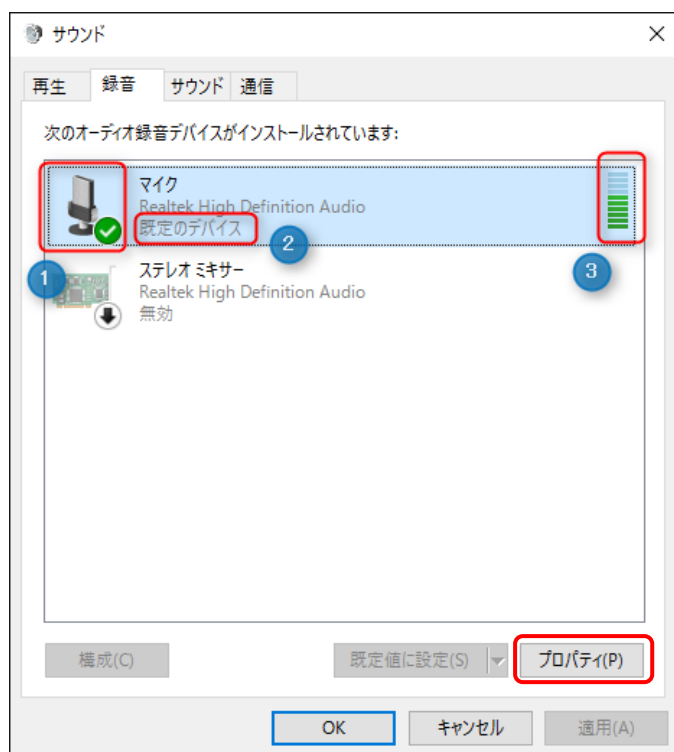 サウンド
再生 録音 サウンド 通信
次のオーディオ録音デバイスがインストールされています:
マイク
Realtek High Definition Audio
既定のデバイス
2
1
3
ステレオ ミキサー
Realtek High Definition Audio
無効
構成(C) 既定値に設定(S) プロパティ(P)
OK キャンセル 適用(A)